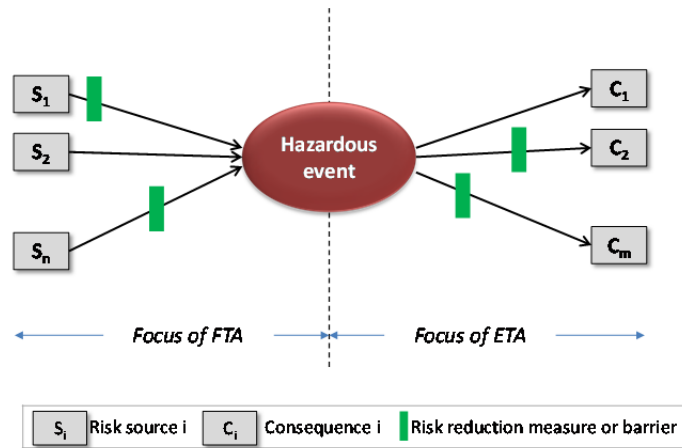 S1
S2
Sn
Hazardous
event
C1
C2
Cm
Focus of FTA
Focus of ETA
Si Risk source i
Ci Consequence i
Risk reduction measure or barrier